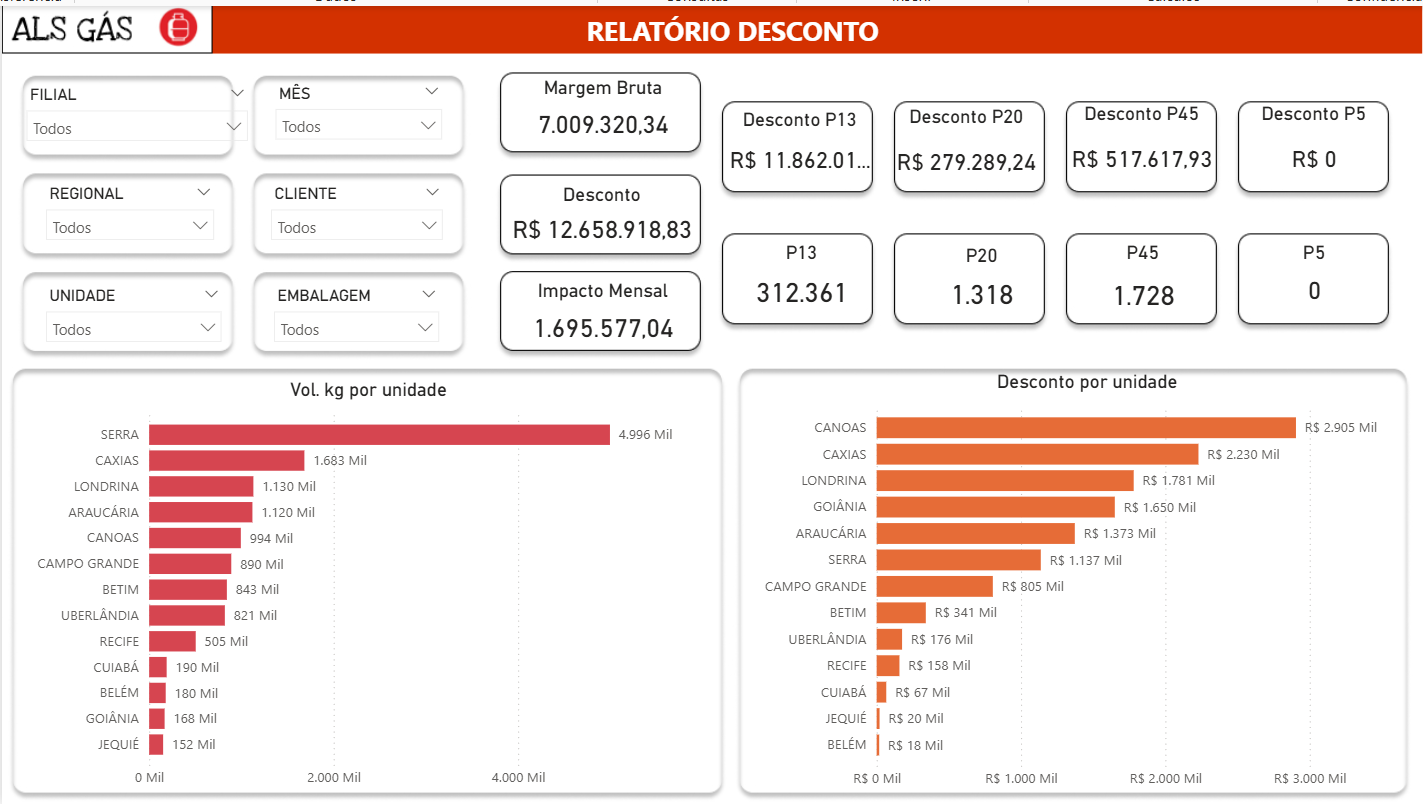 ALS GÁS
RELATÓRIO DESCONTO
FILIAL
Todos
MÊS
Todos
REGIONAL
Todos
CLIENTE
Todos
UNIDADE
Todos
EMBALAGEM
Todos
Margem Bruta
7.009.320,34
Desconto
R$ 12.658.918,83
Impacto Mensal
1.695.577,04
Desconto P13
R$ 11.862.01...
Desconto P20
R$ 279.289,24
Desconto P45
R$ 517.617,93
Desconto P5
R$ 0
P13
312.361
P20
1.318
P45
1.728
P5
0
Vol. kg por unidade
SERRA 4.996 Mil
CAXIAS 1.683 Mil
LONDRINA 1.130 Mil
ARAUCÁRIA 1.120 Mil
CANOAS 994 Mil
CAMPO GRANDE 890 Mil
BETIM 843 Mil
UBERLÂNDIA 821 Mil
RECIFE 505 Mil
CUIABÁ 190 Mil
BELÉM 180 Mil
GOIÂNIA 168 Mil
JEQUIÉ 152 Mil
0 Mil 2.000 Mil 4.000 Mil
Desconto por unidade
CANOAS R$ 2.905 Mil
CAXIAS R$ 2.230 Mil
LONDRINA R$ 1.781 Mil
GOIÂNIA R$ 1.650 Mil
ARAUCÁRIA R$ 1.373 Mil
SERRA R$ 1.137 Mil
CAMPO GRANDE R$ 805 Mil
BETIM R$ 341 Mil
UBERLÂNDIA R$ 176 Mil
RECIFE R$ 158 Mil
CUIABÁ R$ 67 Mil
JEQUIÉ R$ 20 Mil
BELÉM R$ 18 Mil
R$ 0 Mil R$ 1.000 Mil R$ 2.000 Mil R$ 3.000 Mil